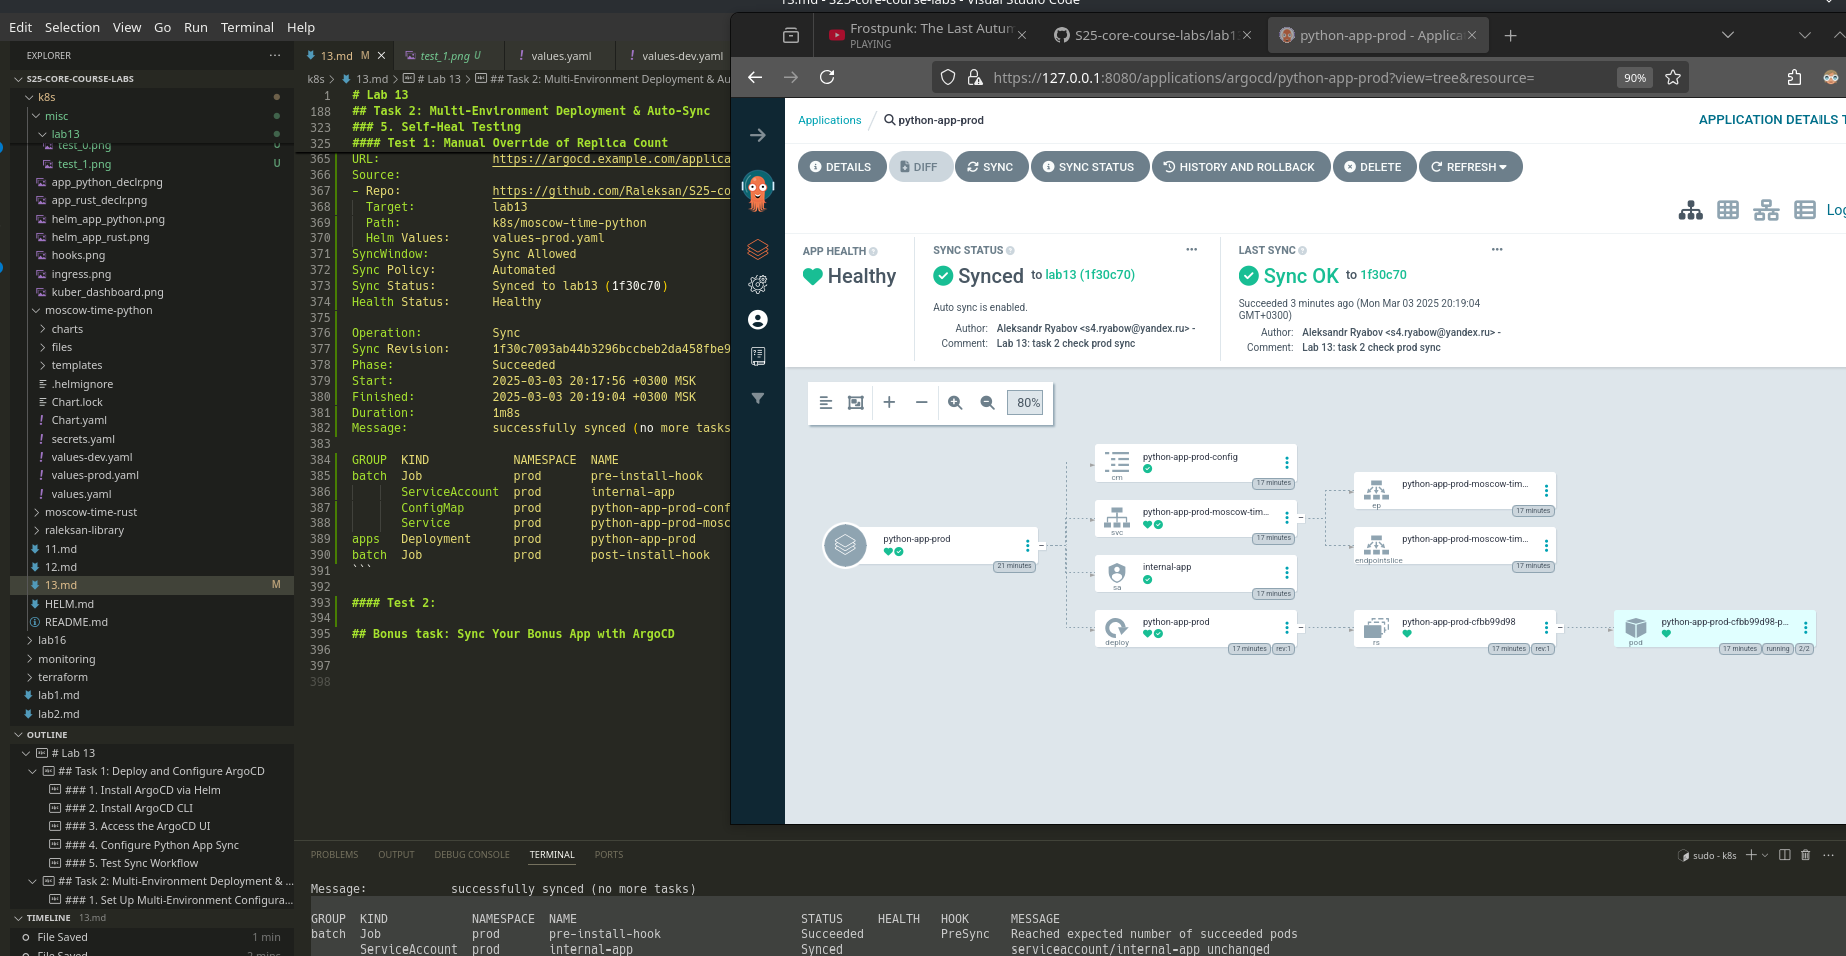 13.md - S25-core-course-labs - Visual Studio Code
Edit Selection View Go Run Terminal Help
EXPLORER ...
S25-CORE-COURSE-LABS
k8s
misc
lab13
test_0.png U
test_1.png U
app_python_declr.png
app_rust_declr.png
helm_app_python.png
helm_app_rust.png
hooks.png
ingress.png
kuber_dashboard.png
moscow-time-python
charts
files
templates
.helmignore
Chart.lock
Chart.yaml
secrets.yaml
values-dev.yaml
values-prod.yaml
values.yaml
moscow-time-rust
raleksan-library
11.md
12.md
13.md M
HELM.md
README.md
lab16
monitoring
terraform
lab1.md
lab2.md
OUTLINE
# Lab 13
## Task 1: Deploy and Configure ArgoCD
### 1. Install ArgoCD via Helm
### 2. Install ArgoCD CLI
### 3. Access the ArgoCD UI
### 4. Configure Python App Sync
### 5. Test Sync Workflow
## Task 2: Multi-Environment Deployment & ...
### 1. Set Up Multi-Environment Configura...
TIMELINE 13.md
File Saved 1 min
File Saved 2 mins
13.md M
test_1.png U
values.yaml
values-dev.yaml
k8s > 13.md > # Lab 13 > ## Task 2: Multi-Environment Deployment & Au
1 # Lab 13
188 ## Task 2: Multi-Environment Deployment & Auto-Sync
323 ### 5. Self-Heal Testing
325 #### Test 1: Manual Override of Replica Count
365 URL: https://argocd.example.com/applica
366 Source:
367 - Repo: https://github.com/Raleksan/S25-co
368 Target: lab13
369 Path: k8s/moscow-time-python
370 Helm Values: values-prod.yaml
371 SyncWindow: Sync Allowed
372 Sync Policy: Automated
373 Sync Status: Synced to lab13 (1f30c70)
374 Health Status: Healthy
375
376 Operation: Sync
377 Sync Revision: 1f30c7093ab44b3296bccbeb2da458fbe9
378 Phase: Succeeded
379 Start: 2025-03-03 20:17:56 +0300 MSK
380 Finished: 2025-03-03 20:19:04 +0300 MSK
381 Duration: 1m8s
382 Message: successfully synced (no more tasks
383
384 GROUP KIND NAMESPACE NAME
385 batch Job prod pre-install-hook
386 ServiceAccount prod internal-app
387 ConfigMap prod python-app-prod-conf
388 Service prod python-app-prod-mosc
389 apps Deployment prod python-app-prod
390 batch Job prod post-install-hook
391 ```
392
393 #### Test 2:
394
395 ## Bonus task: Sync Your Bonus App with ArgoCD
396
397
398
Frostpunk: The Last Autun
PLAYING
S25-core-course-labs/lab1
python-app-prod - Applica
https://127.0.0.1:8080/applications/argocd/python-app-prod?view=tree&resource=
90%
Applications / python-app-prod
APPLICATION DETAILS T
DETAILS DIFF SYNC SYNC STATUS HISTORY AND ROLLBACK DELETE REFRESH
Log
APP HEALTH
Healthy
SYNC STATUS
Synced to lab13 (1f30c70)
Auto sync is enabled.
Author: Aleksandr Ryabov <s4.ryabow@yandex.ru> -
Comment: Lab 13: task 2 check prod sync
LAST SYNC
Sync OK to 1f30c70
Succeeded 3 minutes ago (Mon Mar 03 2025 20:19:04
GMT+0300)
Author: Aleksandr Ryabov <s4.ryabow@yandex.ru> -
Comment: Lab 13: task 2 check prod sync
80%
python-app-prod
21 minutes
cm
python-app-prod-config
17 minutes
svc
python-app-prod-moscow-tim...
17 minutes
sa
internal-app
17 minutes
deploy
python-app-prod
17 minutes rev:1
ep
python-app-prod-moscow-tim...
17 minutes
endpointslice
python-app-prod-moscow-tim...
17 minutes
rs
python-app-prod-cfbb99d98
17 minutes rev:1
pod
python-app-prod-cfbb99d98-p...
17 minutes running 2/2
PROBLEMS OUTPUT DEBUG CONSOLE TERMINAL PORTS
sudo - k8s
Message: successfully synced (no more tasks)
GROUP KIND NAMESPACE NAME STATUS HEALTH HOOK MESSAGE
batch Job prod pre-install-hook Succeeded PreSync Reached expected number of succeeded pods
ServiceAccount prod internal-app Synced serviceaccount/internal-app unchanged